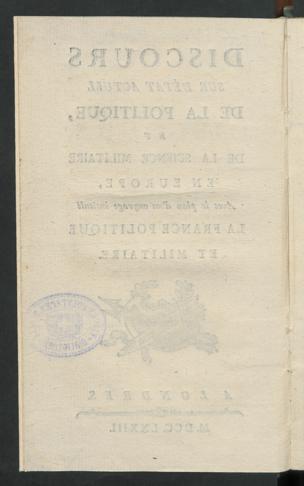 DISCOURS
SUR L'ÉTAT ACTUEL
DE LA POLITIQUE,
ET
DE LA SCIENCE MILITAIRE
EN EUROPE,
Avec le plan d'un ouvrage intitulé
LA FRANCE POLITIQUE
ET MILITAIRE.
A LONDRES.
M.DCC.LXXIII.